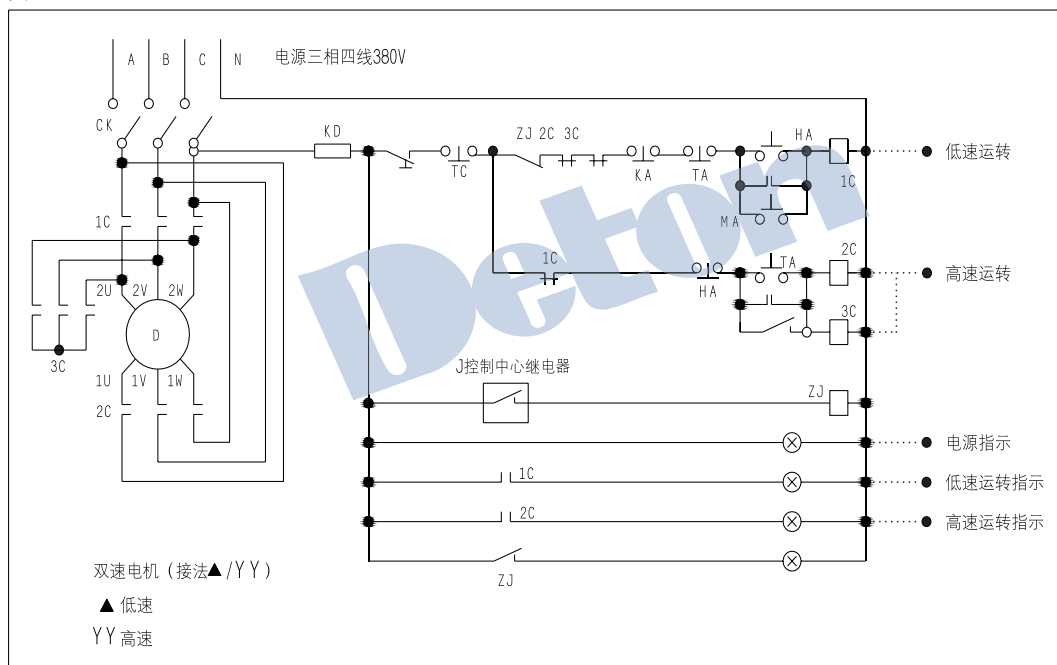 A B C N 电源三相四线380V
CK
KD
ZJ 2C 3C
HA
TC
KA
TA
1C
低速运转
MA
1C
1C
2C
TA
高速运转
HA
2U 2V 2W
3C
D
3C
J控制中心继电器
1U 1V 1W
2C
ZJ
电源指示
1C
低速运转指示
2C
高速运转指示
ZJ
双速电机(接法▲/YY)
▲ 低速
YY 高速
Deton